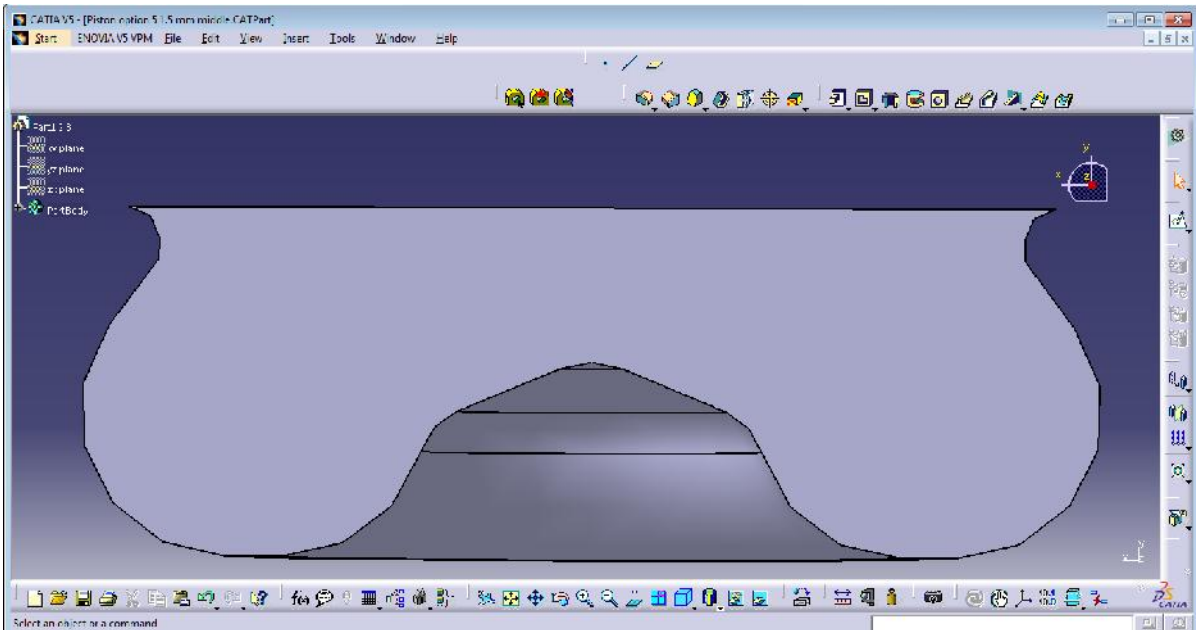 CATIA V5 - [Piston option 5 1.5 mm middle.CATPart]
Start ENOVIA V5 VPM File Edit View Insert Tools Window Help
xy plane
yz plane
zx plane
PartBody
y
x
z
CATIA
Select an object or a command